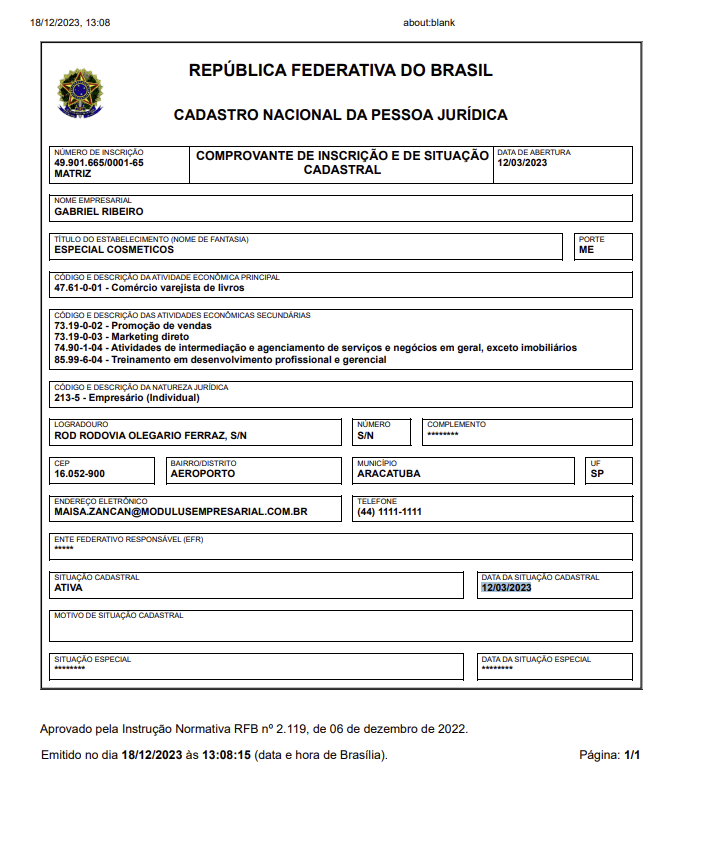 18/12/2023, 13:08 about:blank
REPÚBLICA FEDERATIVA DO BRASIL
CADASTRO NACIONAL DA PESSOA JURÍDICA
NÚMERO DE INSCRIÇÃO
49.901.665/0001-65
MATRIZ
COMPROVANTE DE INSCRIÇÃO E DE SITUAÇÃO
CADASTRAL
DATA DE ABERTURA
12/03/2023
NOME EMPRESARIAL
GABRIEL RIBEIRO
TÍTULO DO ESTABELECIMENTO (NOME DE FANTASIA)
ESPECIAL COSMETICOS
PORTE
ME
CÓDIGO E DESCRIÇÃO DA ATIVIDADE ECONÔMICA PRINCIPAL
47.61-0-01 - Comércio varejista de livros
CÓDIGO E DESCRIÇÃO DAS ATIVIDADES ECONÔMICAS SECUNDÁRIAS
73.19-0-02 - Promoção de vendas
73.19-0-03 - Marketing direto
74.90-1-04 - Atividades de intermediação e agenciamento de serviços e negócios em geral, exceto imobiliários
85.99-6-04 - Treinamento em desenvolvimento profissional e gerencial
CÓDIGO E DESCRIÇÃO DA NATUREZA JURÍDICA
213-5 - Empresário (Individual)
LOGRADOURO
ROD RODOVIA OLEGARIO FERRAZ, S/N
NÚMERO
S/N
COMPLEMENTO
********
CEP
16.052-900
BAIRRO/DISTRITO
AEROPORTO
MUNICÍPIO
ARACATUBA
UF
SP
ENDEREÇO ELETRÔNICO
MAISA.ZANCAN@MODULUSEMPRESARIAL.COM.BR
TELEFONE
(44) 1111-1111
ENTE FEDERATIVO RESPONSÁVEL (EFR)
*****
SITUAÇÃO CADASTRAL
ATIVA
DATA DA SITUAÇÃO CADASTRAL
12/03/2023
MOTIVO DE SITUAÇÃO CADASTRAL
SITUAÇÃO ESPECIAL
********
DATA DA SITUAÇÃO ESPECIAL
********
Aprovado pela Instrução Normativa RFB nº 2.119, de 06 de dezembro de 2022.
Emitido no dia 18/12/2023 às 13:08:15 (data e hora de Brasília). Página: 1/1